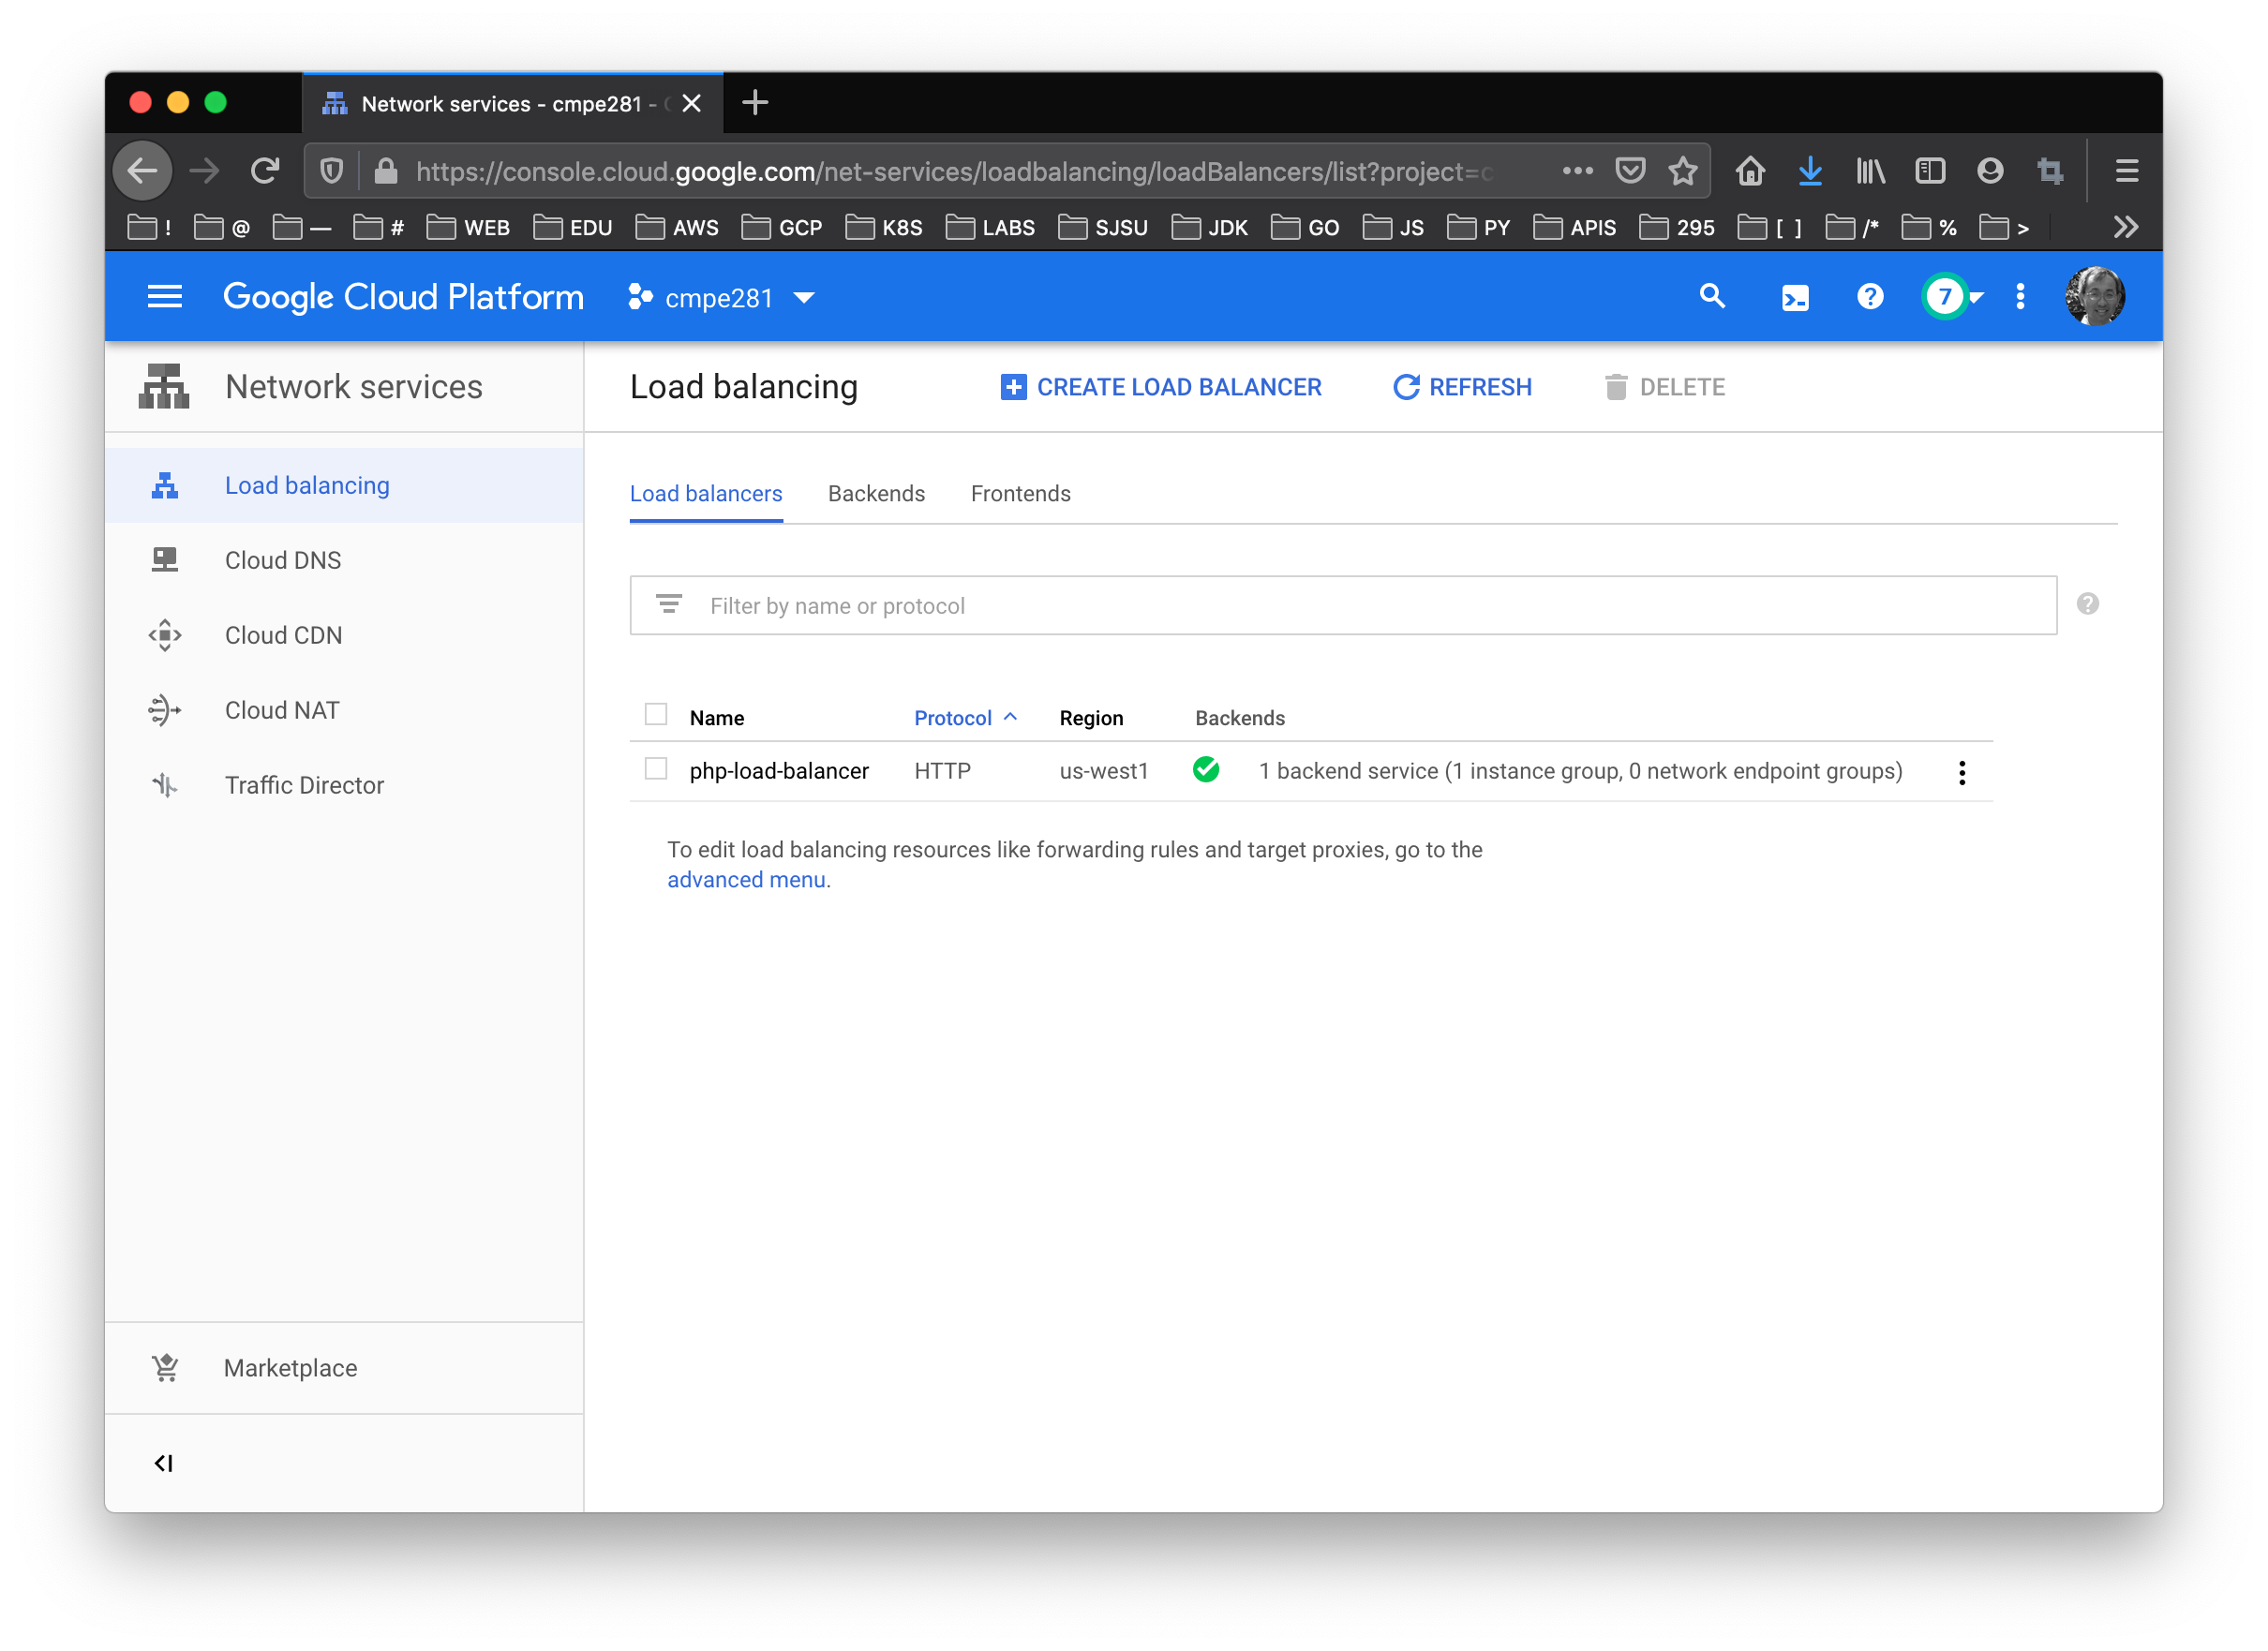 Network services - cmpe281 -
https://console.cloud.google.com/net-services/loadbalancing/loadBalancers/list?project=c
! @ — # WEB EDU AWS GCP K8S LABS SJSU JDK GO JS PY APIS 295 [ ] /* % >
Google Cloud Platform cmpe281 7
Network services
Load balancing CREATE LOAD BALANCER REFRESH DELETE
Load balancing
Cloud DNS
Cloud CDN
Cloud NAT
Traffic Director
Marketplace
Load balancers Backends Frontends
Filter by name or protocol
Name Protocol Region Backends
php-load-balancer HTTP us-west1 1 backend service (1 instance group, 0 network endpoint groups)
To edit load balancing resources like forwarding rules and target proxies, go to the
advanced menu.